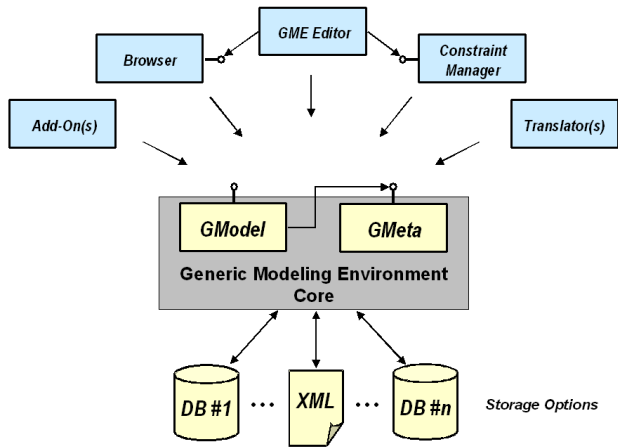 GME Editor
Browser
Constraint
Manager
Add-On(s)
Translator(s)
GModel
GMeta
Generic Modeling Environment
Core
DB #1
...
XML
...
DB #n
Storage Options